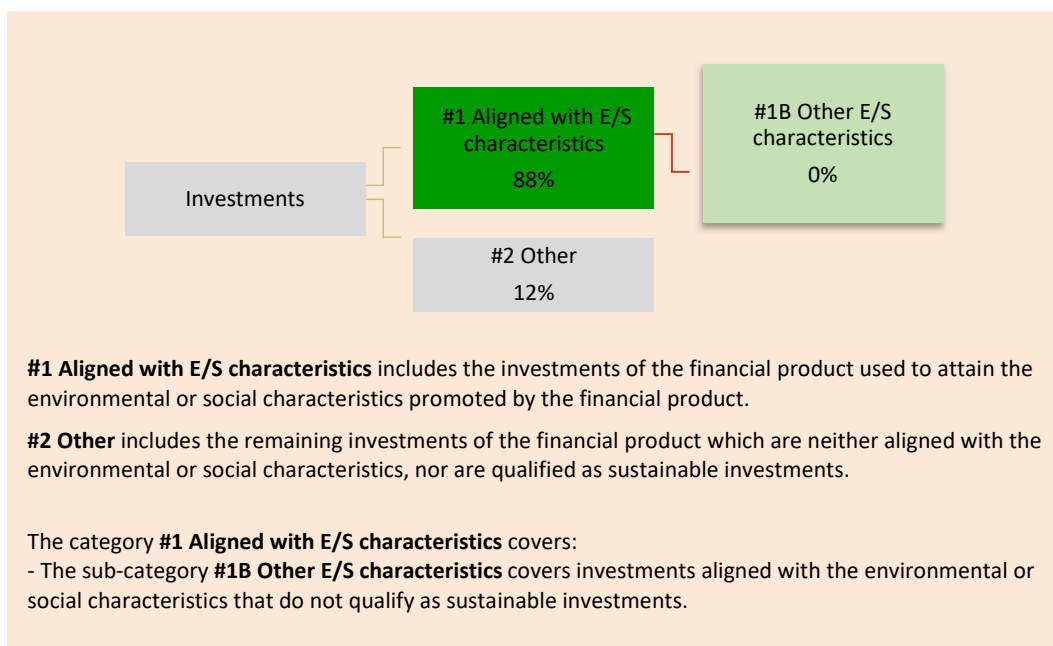 #1 Aligned with E/S
characteristics
88%
#1B Other E/S
characteristics
0%
Investments
#2 Other
12%
#1 Aligned with E/S characteristics includes the investments of the financial product used to attain the
environmental or social characteristics promoted by the financial product.
#2 Other includes the remaining investments of the financial product which are neither aligned with the
environmental or social characteristics, nor are qualified as sustainable investments.
The category #1 Aligned with E/S characteristics covers:
- The sub-category #1B Other E/S characteristics covers investments aligned with the environmental or
social characteristics that do not qualify as sustainable investments.